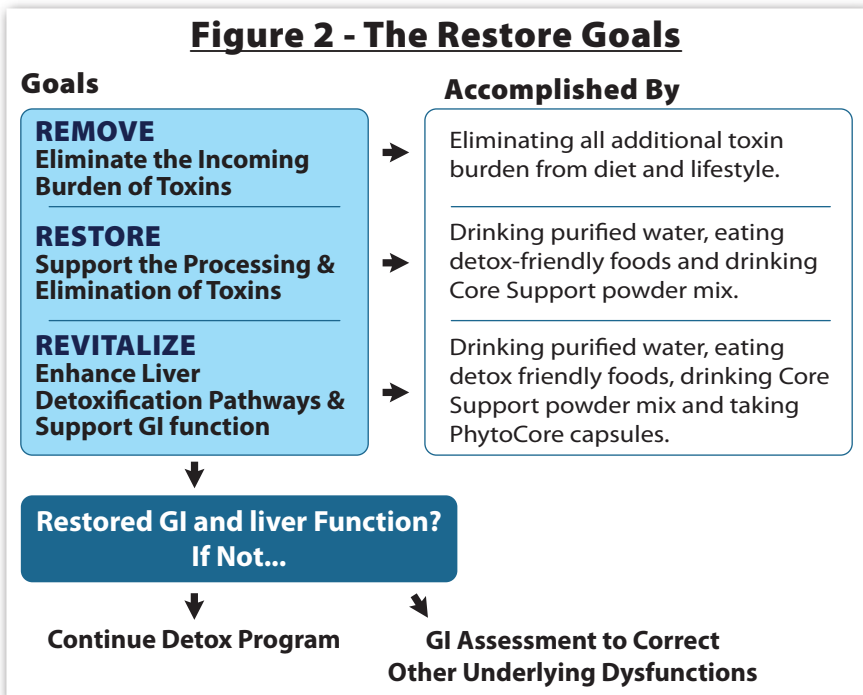 Figure 2 - The Restore Goals
Goals
Accomplished By
REMOVE
Eliminate the Incoming
Burden of Toxins
Eliminating all additional toxin
burden from diet and lifestyle.
RESTORE
Support the Processing &
Elimination of Toxins
Drinking purified water, eating
detox-friendly foods and drinking
Core Support powder mix.
REVITALIZE
Enhance Liver
Detoxification Pathways &
Support GI function
Drinking purified water, eating
detox friendly foods, drinking Core
Support powder mix and taking
PhytoCore capsules.
Restored GI and liver Function?
If Not...
Continue Detox Program
GI Assessment to Correct
Other Underlying Dysfunctions